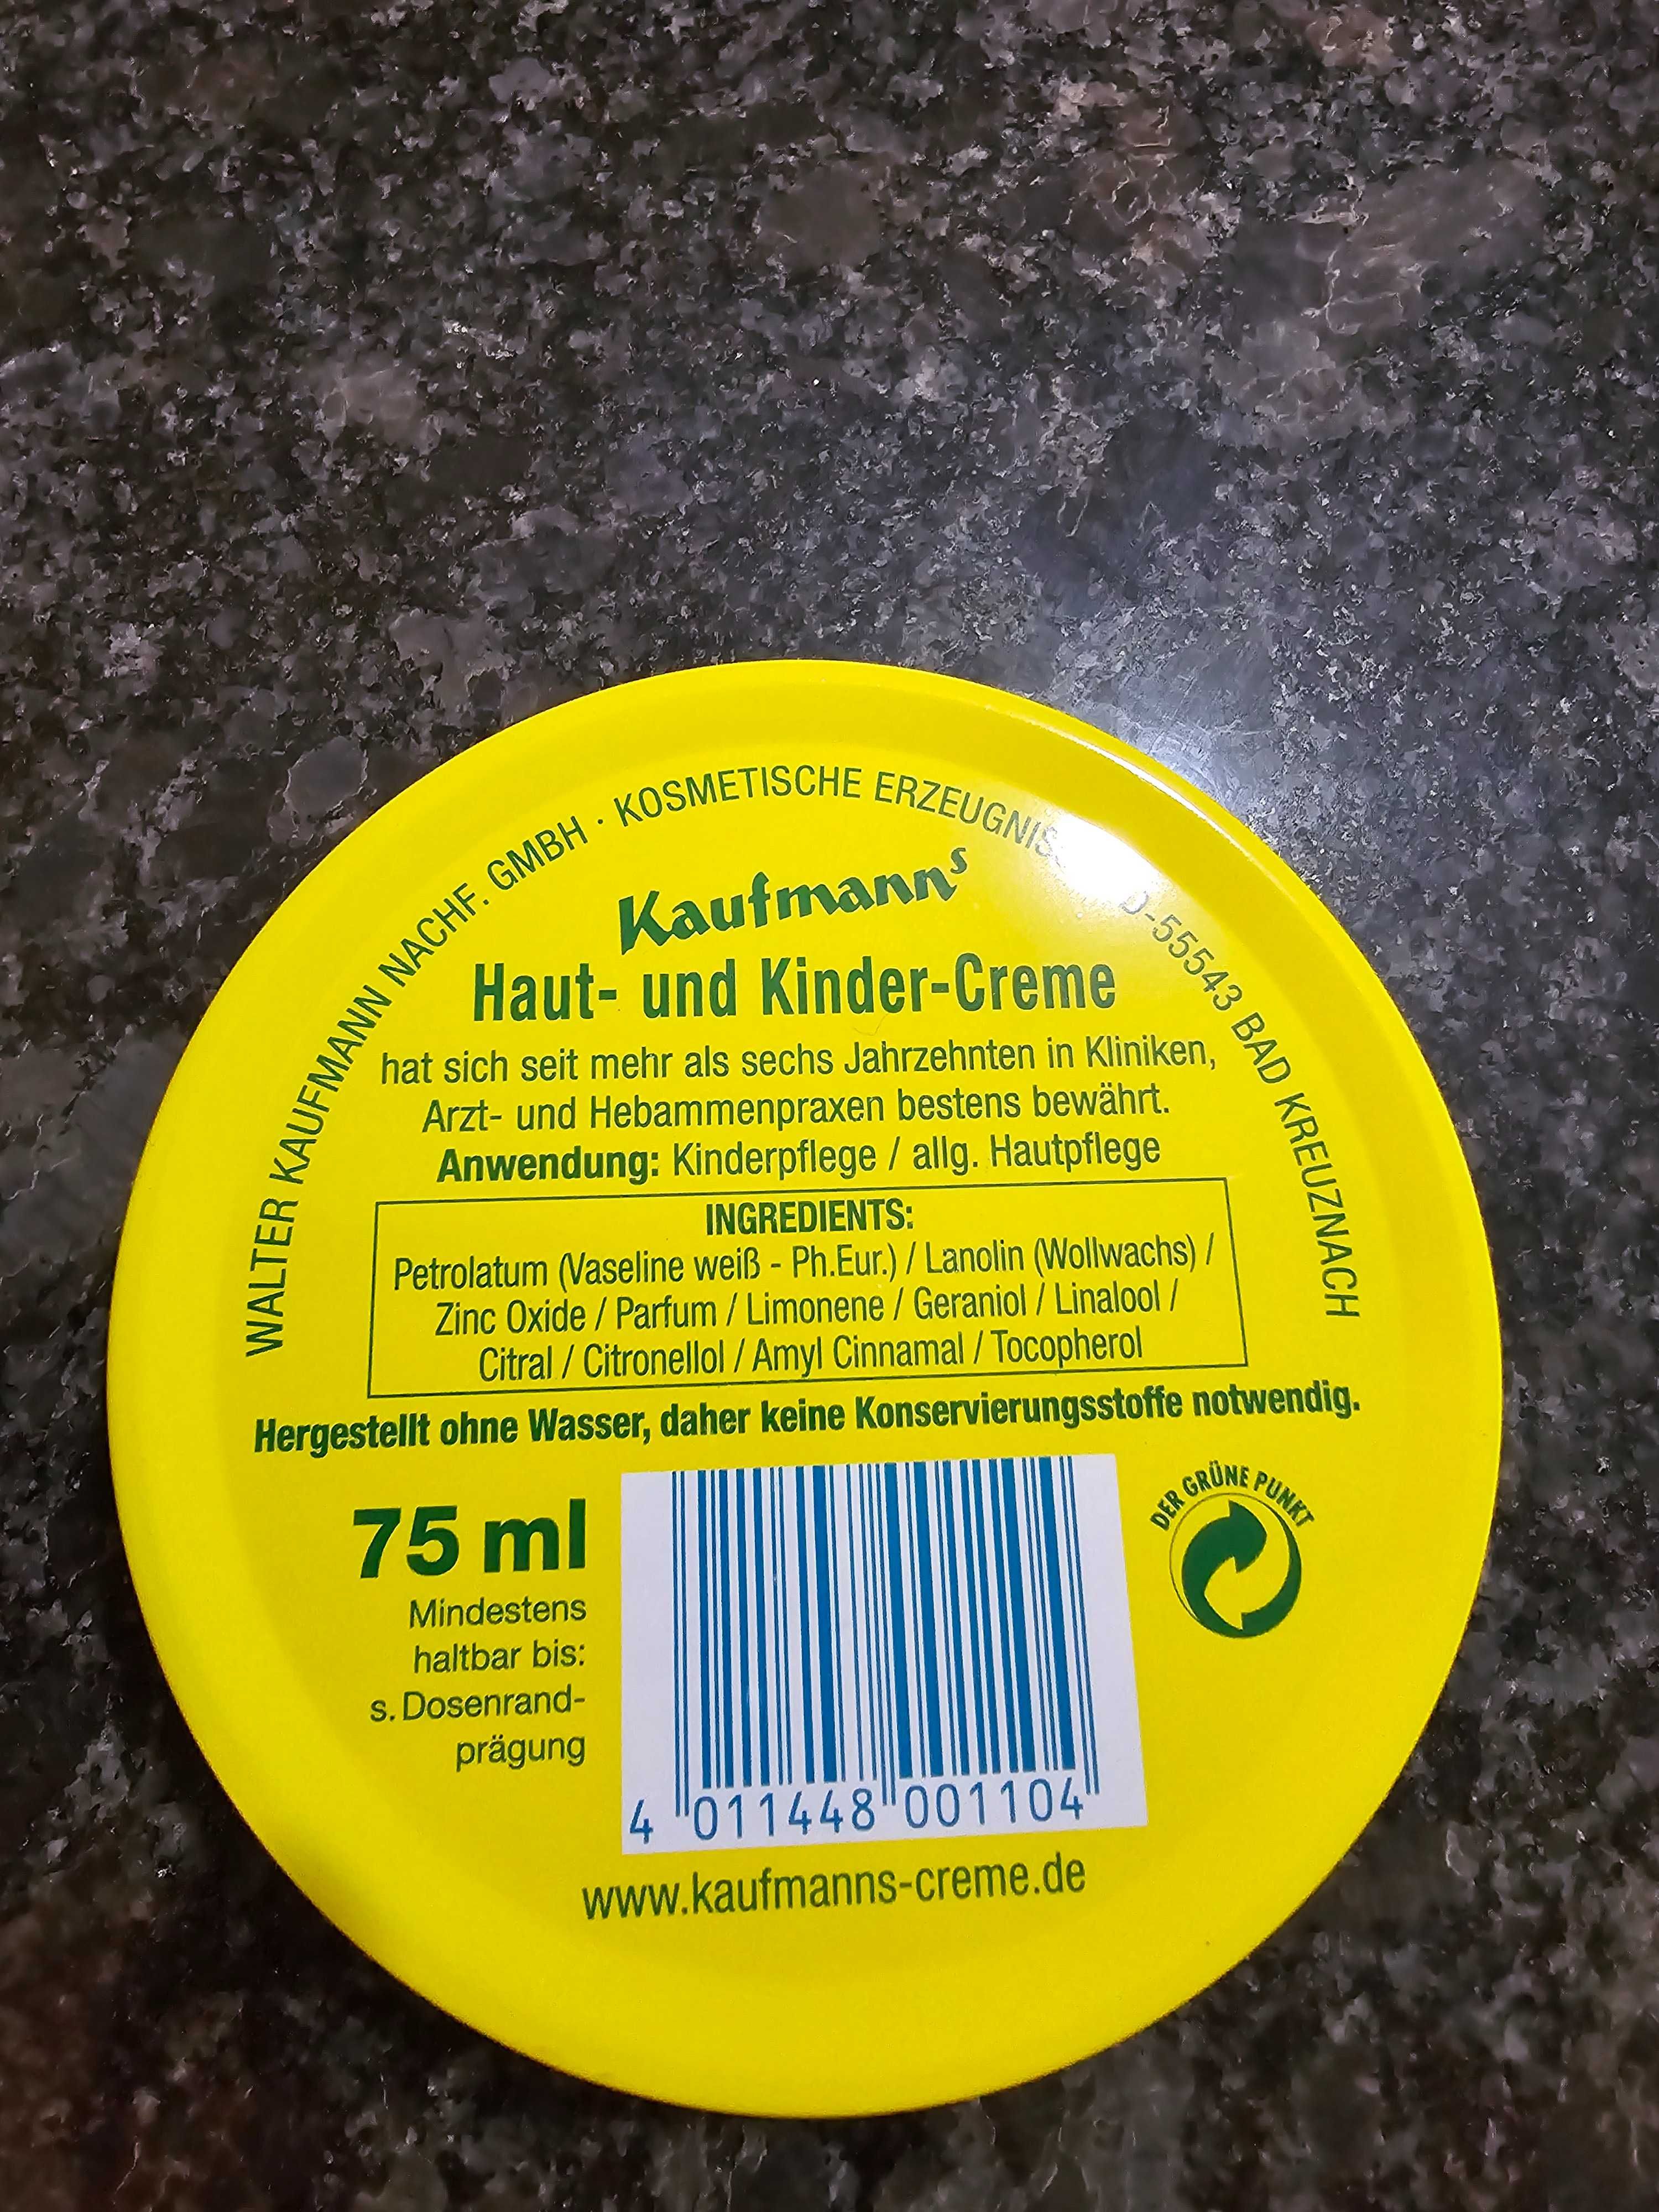 WALTER KAUFMANN NACHF. GMBH · KOSMETISCHE D-55543 BAD KREUZNACH
Kaufmanns
Haut- und Kinder-Creme
hat sich seit mehr als sechs Jahrzehnten in Kliniken,
Arzt- und Hebammenpraxen bestens bewährt.
Anwendung: Kinderpflege / allg. Hautpflege
INGREDIENTS:
Petrolatum (Vaseline weiß - Ph.Eur.) / Lanolin (Wollwachs) /
Zinc Oxide / Parfum / Limonene / Geraniol / Linalool /
Citral / Citronellol / Amyl Cinnamal / Tocopherol
Hergestellt ohne Wasser, daher keine Konservierungsstoffe notwendig.
75 ml
Mindestens
haltbar bis:
s. Dosenrand-
prägung
4 011448 001104
DER GRÜNE PUNKT
www.kaufmanns-creme.de